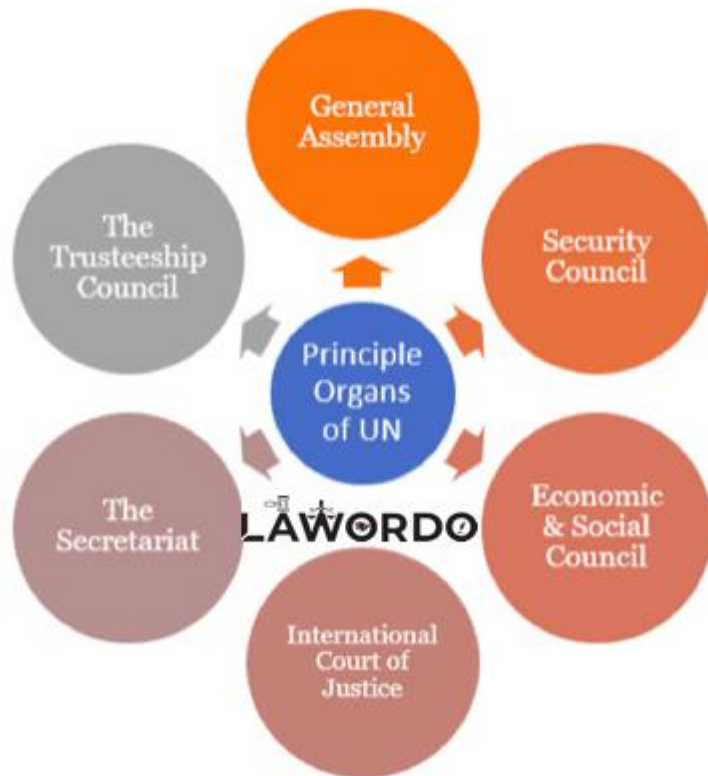 General
Assembly
Security
Council
Economic
& Social
Council
International
Court of
Justice
The
Secretariat
The
Trusteeship
Council
Principle
Organs
of UN
LAWORDO